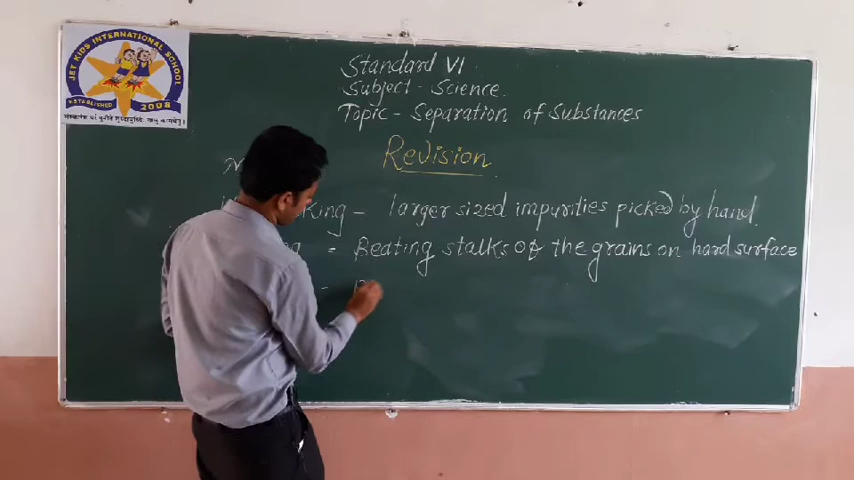 JET KIDS INTERNATIONAL SCHOOL
ESTABLISHED 2008
Standard VI
Subject - Science.
Topic - Separation of Substances
Revision
king - larger sized impurities picked by hand.
ng - Beating stalks of the grains on hard surface
-